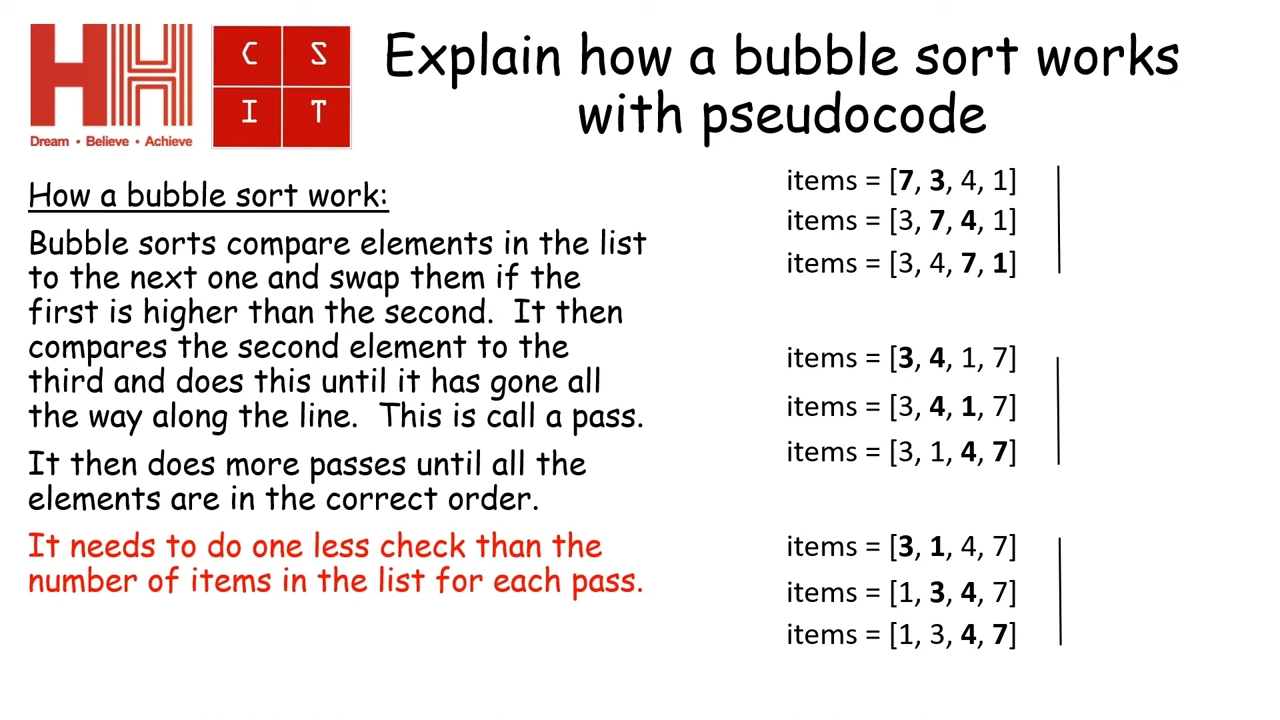 Explain how a bubble sort works
with pseudocode
C S
I T
Dream • Believe • Achieve
How a bubble sort work:
Bubble sorts compare elements in the list
to the next one and swap them if the
first is higher than the second. It then
compares the second element to the
third and does this until it has gone all
the way along the line. This is call a pass.
It then does more passes until all the
elements are in the correct order.
It needs to do one less check than the
number of items in the list for each pass.
items = [7, 3, 4, 1]
items = [3, 7, 4, 1]
items = [3, 4, 7, 1]
items = [3, 4, 1, 7]
items = [3, 4, 1, 7]
items = [3, 1, 4, 7]
items = [3, 1, 4, 7]
items = [1, 3, 4, 7]
items = [1, 3, 4, 7]